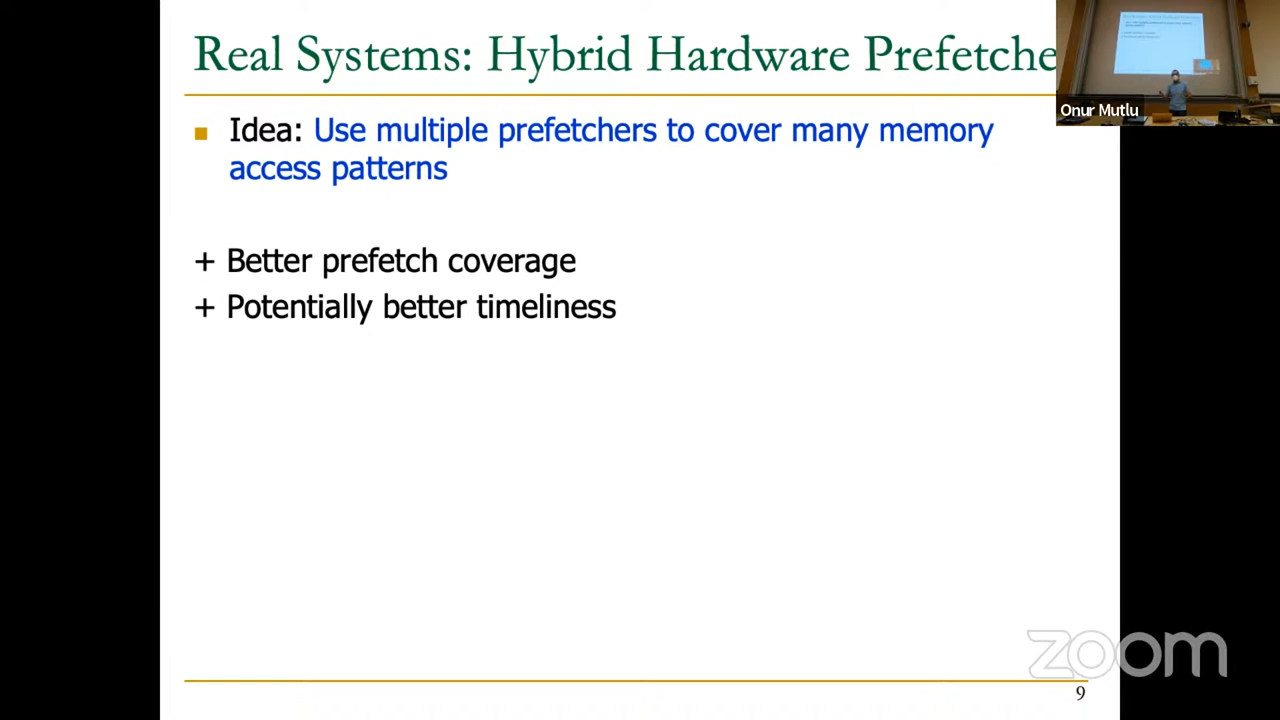 Real Systems: Hybrid Hardware Prefetche
Onur Mutlu
■ Idea: Use multiple prefetchers to cover many memory
access patterns
+ Better prefetch coverage
+ Potentially better timeliness
zoom
9